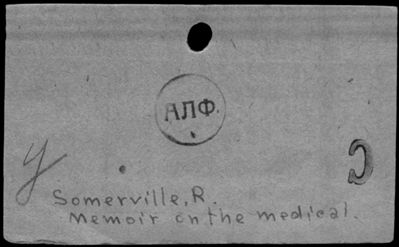 АЛФ.
У
Somerville, R.
Memoir on the medical.